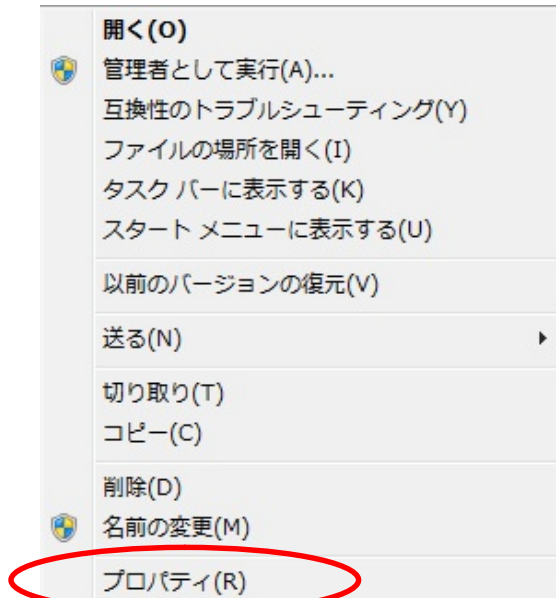 開く(O)
管理者として実行(A)...
互換性のトラブルシューティング(Y)
ファイルの場所を開く(I)
タスク バーに表示する(K)
スタート メニューに表示する(U)
以前のバージョンの復元(V)
送る(N)
切り取り(T)
コピー(C)
削除(D)
名前の変更(M)
プロパティ(R)